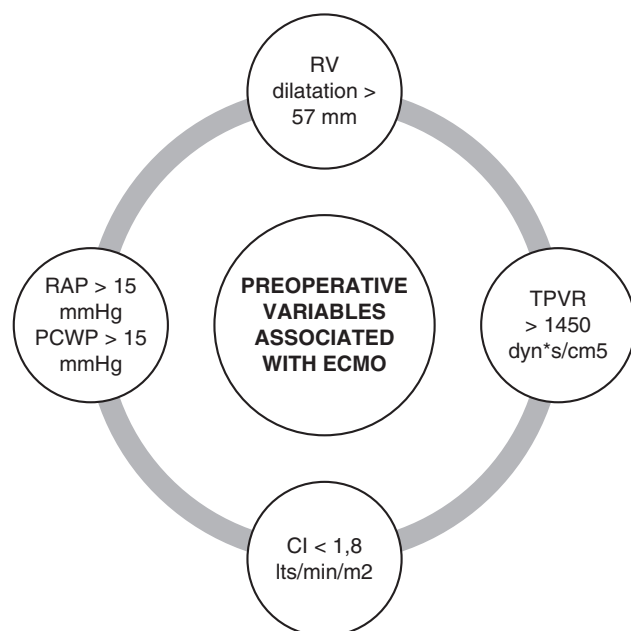 RV
dilatation >
57 mm
RAP > 15
mmHg
PCWP > 15
mmHg
PREOPERATIVE
VARIABLES
ASSOCIATED
WITH ECMO
TPVR
> 1450
dyn*s/cm5
CI < 1,8
lts/min/m2